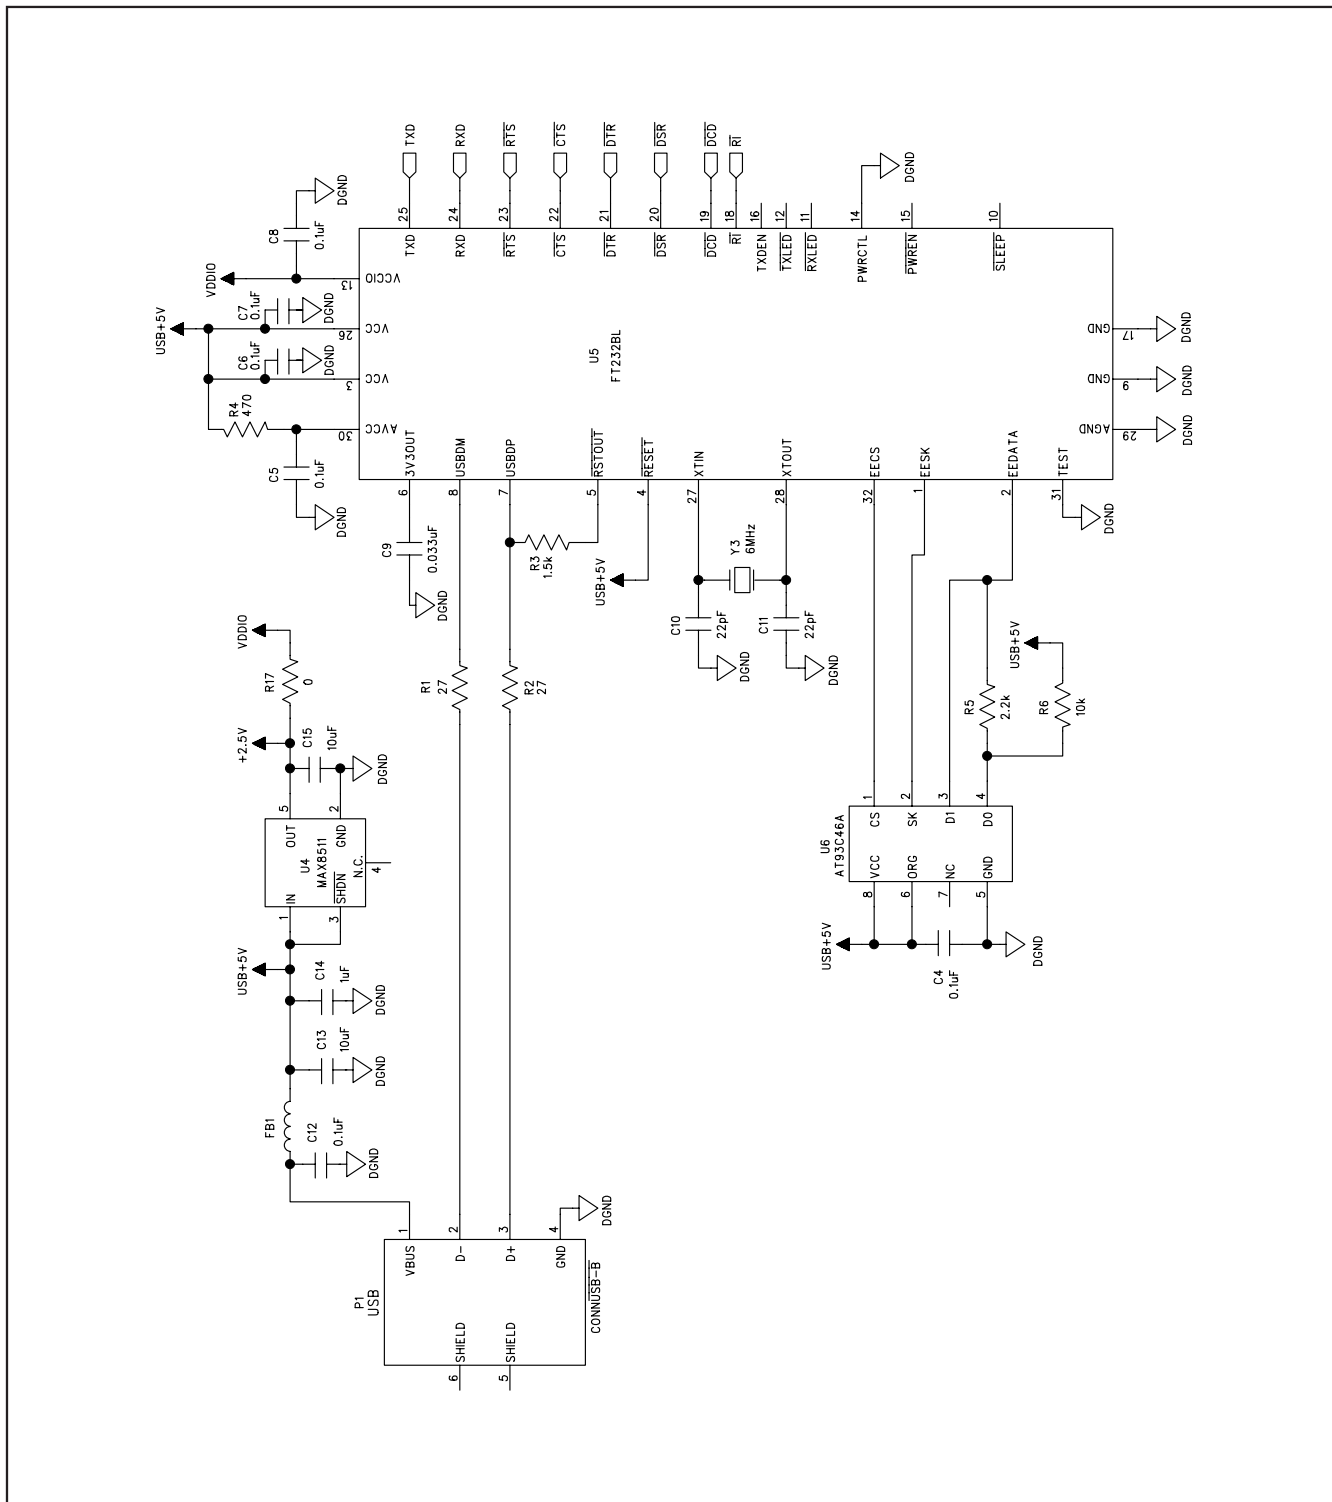 TXD
RXD
RTS
CTS
DTR
DSR
DCD
RI
DGND
25
24
23
22
21
20
19
18
16
12
11
14
15
10
TXD
RXD
RTS
CTS
DTR
DSR
DCD
RI
TXDEN
TXLED
RXLED
PWRCTL
PWREN
SLEEP
DGND
C8
0.1uF
VDDIO
13
VCCIO
USB+5V
C7
0.1uF
DGND
26
VCC
C6
0.1uF
DGND
3
VCC
R4
470
30
AVCC
C5
0.1uF
DGND
U5
FT232BL
GND
17
DGND
GND
9
DGND
AGND
29
DGND
3V3OUT
USBDM
USBDP
RSTOUT
RESET
XTIN
XTOUT
EECS
EESK
EEDATA
TEST
6
8
7
5
4
27
28
32
1
2
31
DGND
C9
0.033uF
DGND
R3
1.5k
USB+5V
Y3
6MHz
C10
22pF
DGND
C11
22pF
DGND
VDDIO
R17
0
+2.5V
C15
10uF
DGND
R1
27
R2
27
USB+5V
R5
2.2k
R6
10k
5
2
OUT
GND
U4
MAX8511
N.C.
4
IN
SHDN
1
3
1
2
3
4
CS
SK
D1
DO
U6
AT93C46A
VCC
ORG
NC
GND
8
6
7
5
USB+5V
C4
0.1uF
DGND
USB+5V
C14
1uF
DGND
C13
10uF
DGND
FB1
C12
0.1uF
DGND
1
2
3
4
DGND
VBUS
D-
D+
GND
P1
USB
CONNUSB-B
SHIELD
SHIELD
6
5